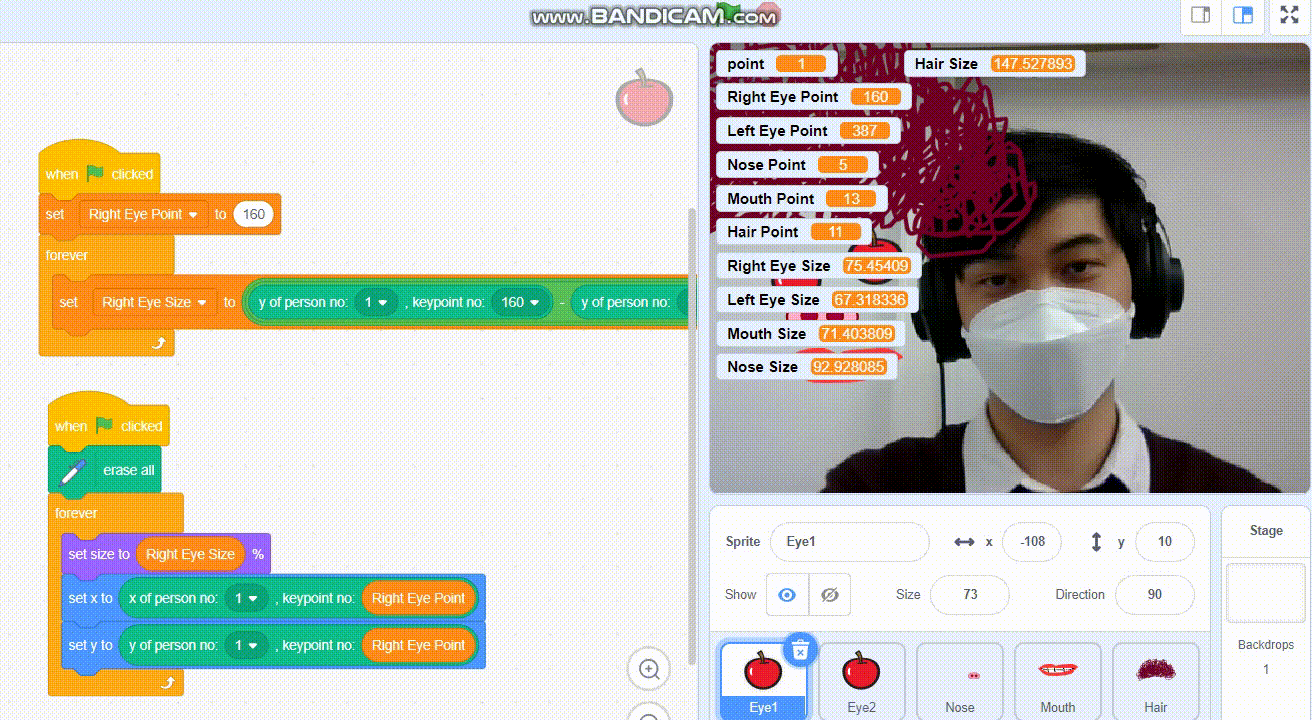 www.BANDICAM.com
when clicked
set Right Eye Point to 160
forever
set Right Eye Size to y of person no: 1 , keypoint no: 160 - y of person no:
when clicked
erase all
forever
set size to Right Eye Size %
set x to x of person no: 1 , keypoint no: Right Eye Point
set y to y of person no: 1 , keypoint no: Right Eye Point
point 1
Hair Size 147.527893
Right Eye Point 160
Left Eye Point 387
Nose Point 5
Mouth Point 13
Hair Point 11
Right Eye Size 75.45409
Left Eye Size 67.318336
Mouth Size 71.403809
Nose Size 92.928085
Sprite Eye1 x -108 y 10
Show Size 73 Direction 90
Eye1 Eye2 Nose Mouth Hair
Stage
Backdrops
1